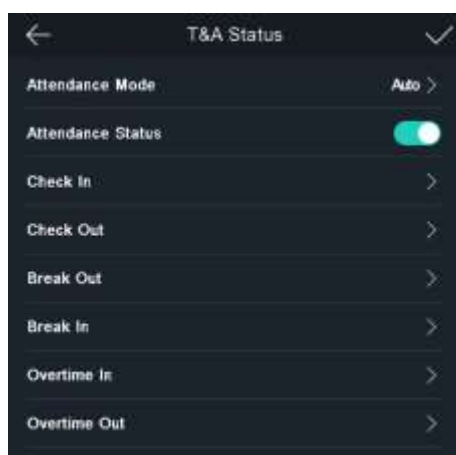 T&A Status
Attendance Mode Auto
Attendance Status
Check In
Check Out
Break Out
Break In
Overtime In
Overtime Out